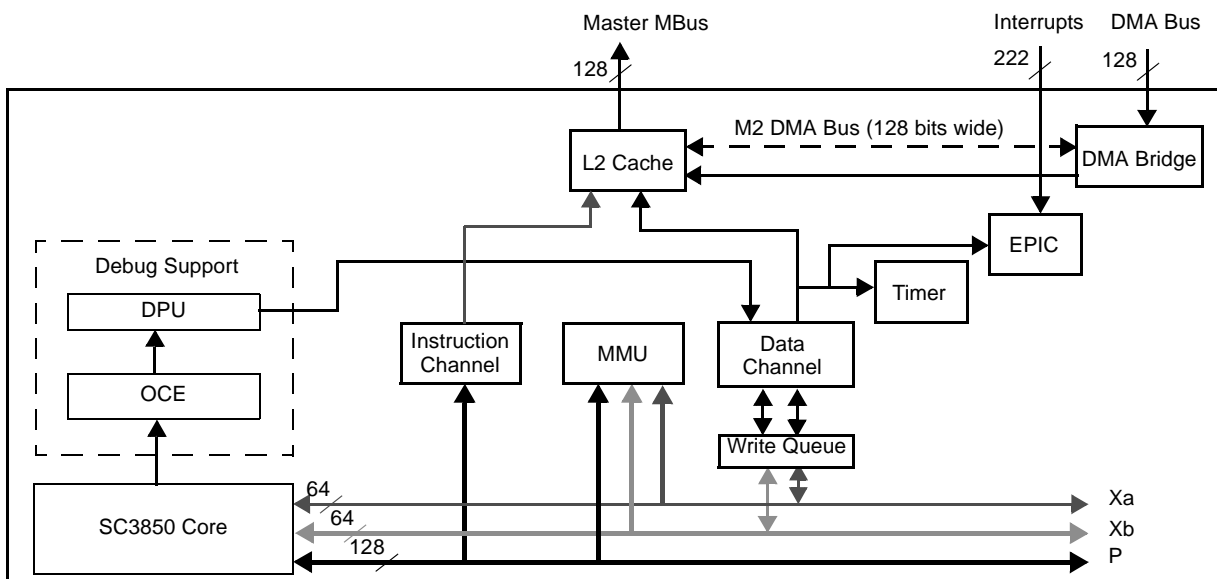 Master MBus
Interrupts
DMA Bus
128
222
128
M2 DMA Bus (128 bits wide)
L2 Cache
DMA Bridge
EPIC
Debug Support
Timer
DPU
Instruction
Channel
MMU
Data
Channel
OCE
Write Queue
SC3850 Core
64
Xa
64
Xb
128
P